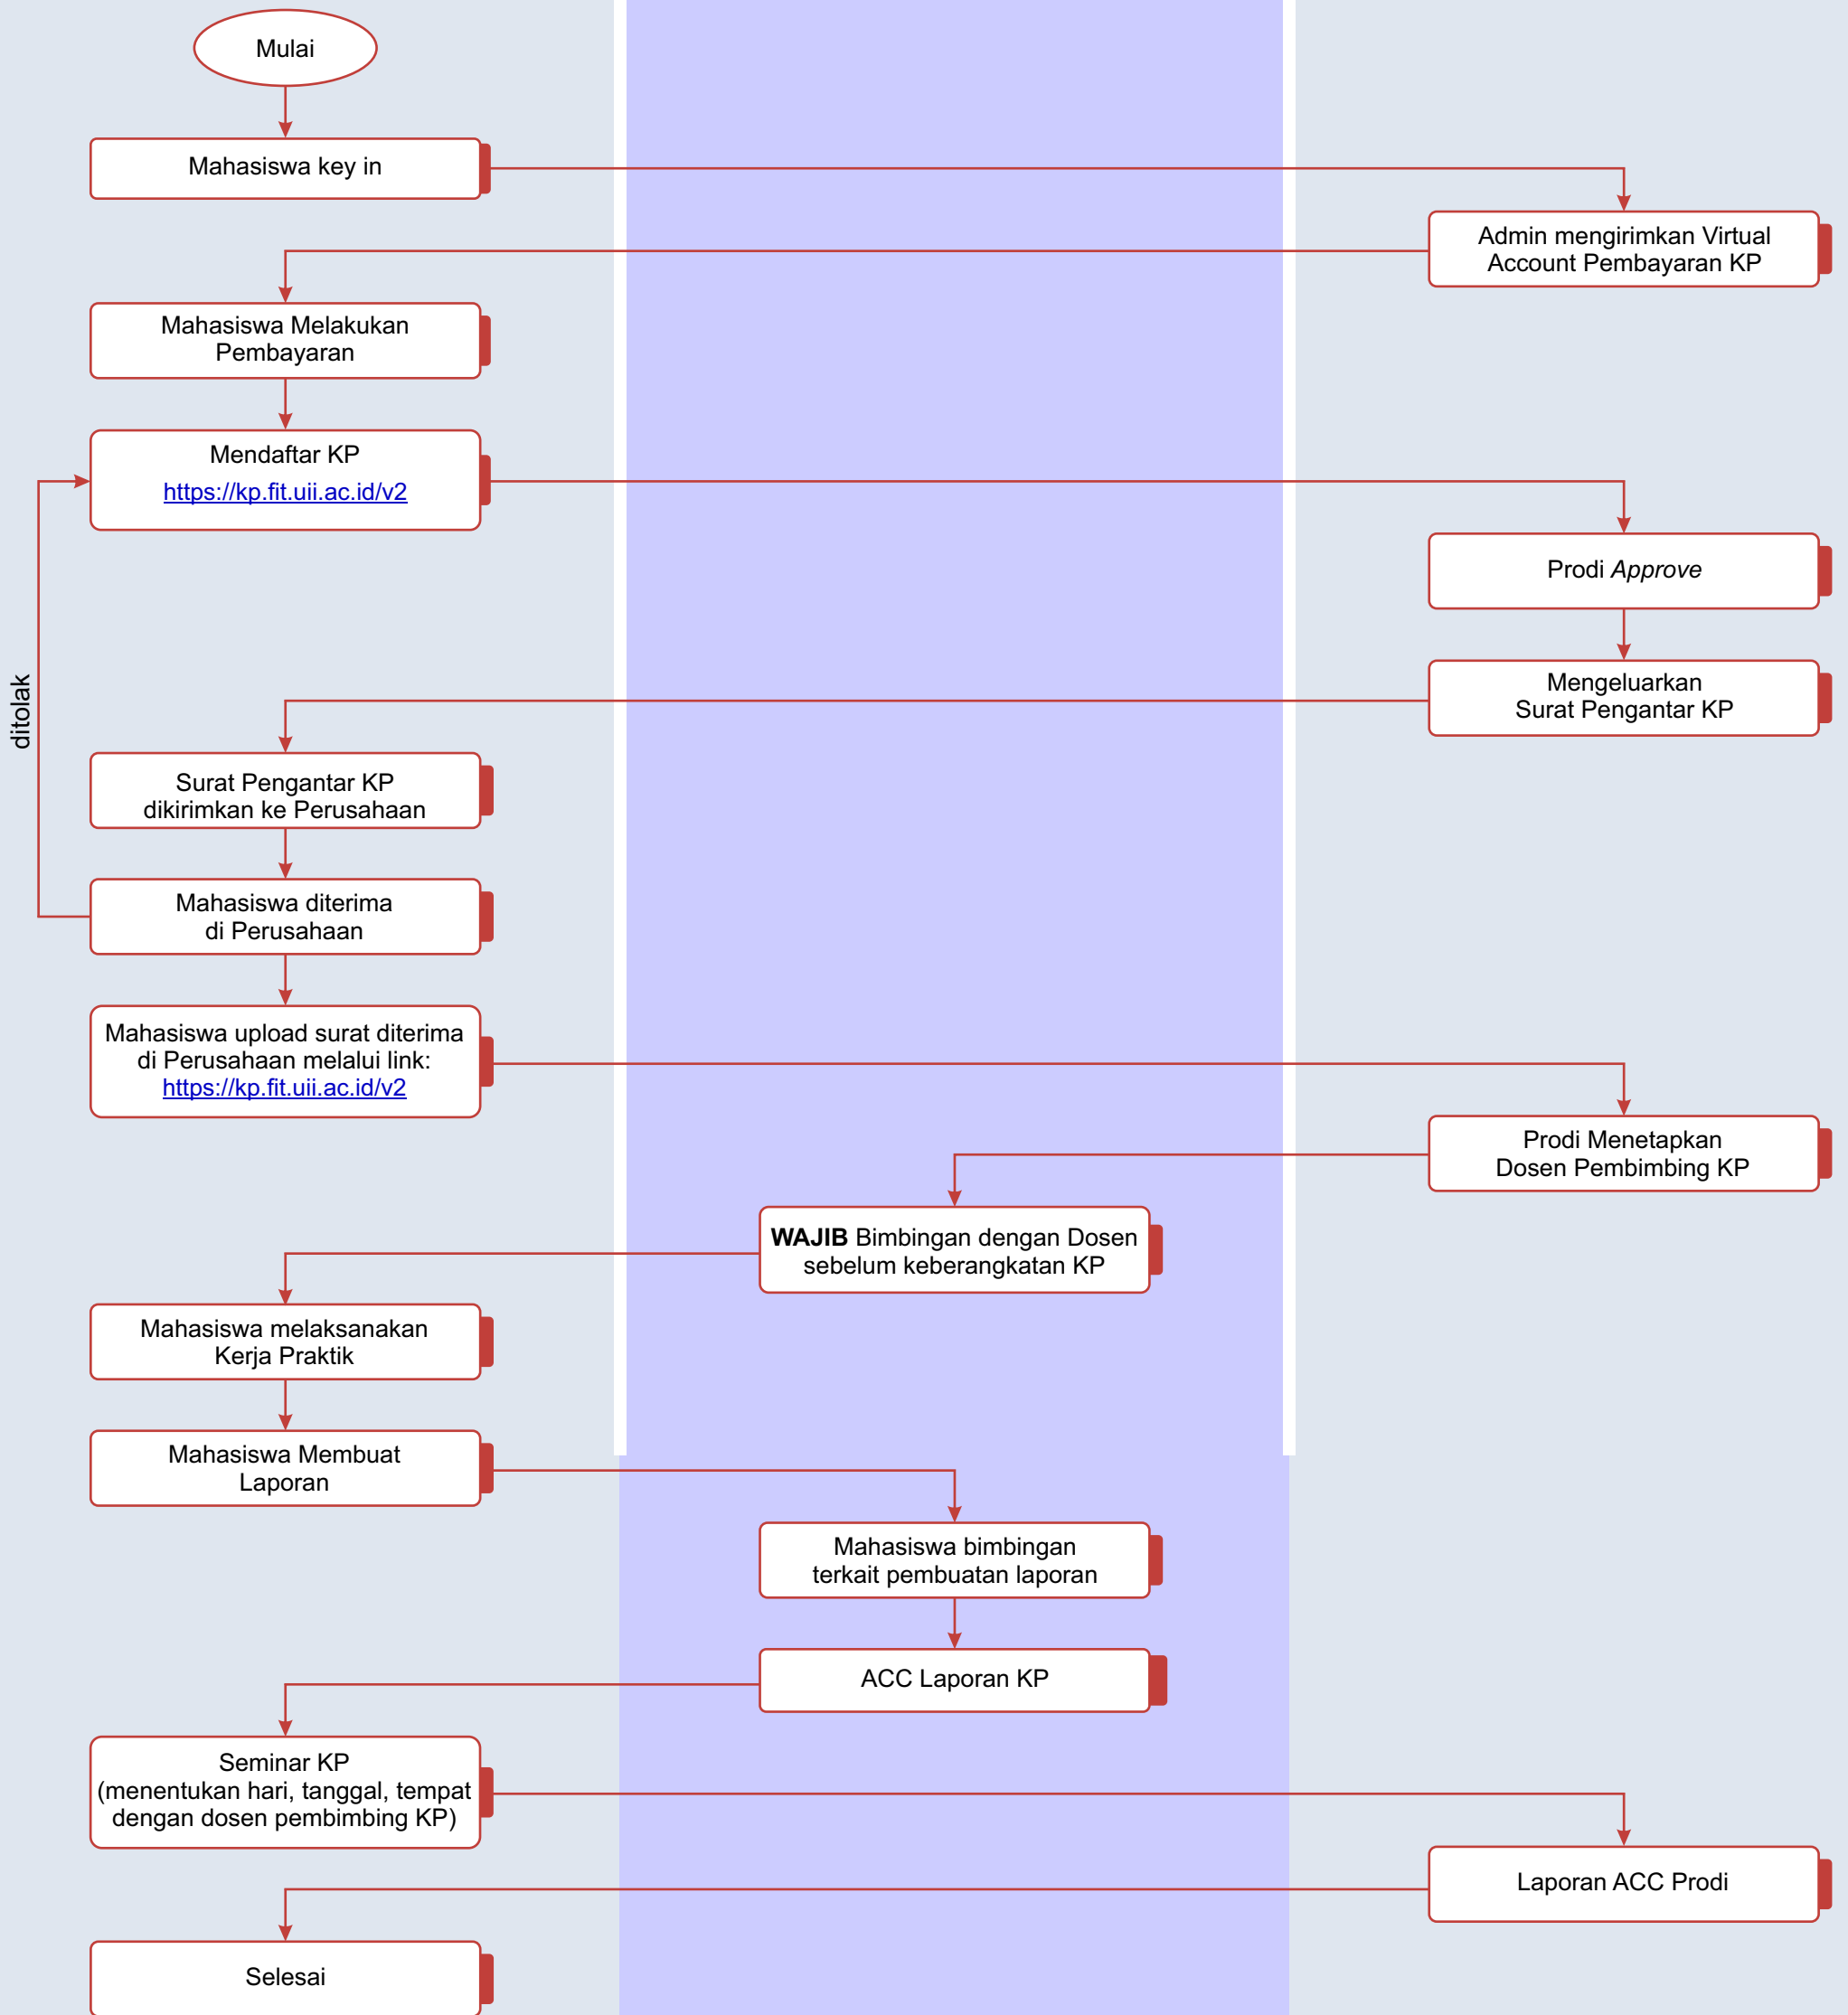 Mulai
Mahasiswa key in
Admin mengirimkan Virtual
Account Pembayaran KP
Mahasiswa Melakukan
Pembayaran
Mendaftar KP
https://kp.fit.uii.ac.id/v2
Prodi Approve
Mengeluarkan
Surat Pengantar KP
ditolak
Surat Pengantar KP
dikirimkan ke Perusahaan
Mahasiswa diterima
di Perusahaan
Mahasiswa upload surat diterima
di Perusahaan melalui link:
https://kp.fit.uii.ac.id/v2
Prodi Menetapkan
Dosen Pembimbing KP
WAJIB Bimbingan dengan Dosen
sebelum keberangkatan KP
Mahasiswa melaksanakan
Kerja Praktik
Mahasiswa Membuat
Laporan
Mahasiswa bimbingan
terkait pembuatan laporan
ACC Laporan KP
Seminar KP
(menentukan hari, tanggal, tempat
dengan dosen pembimbing KP)
Laporan ACC Prodi
Selesai